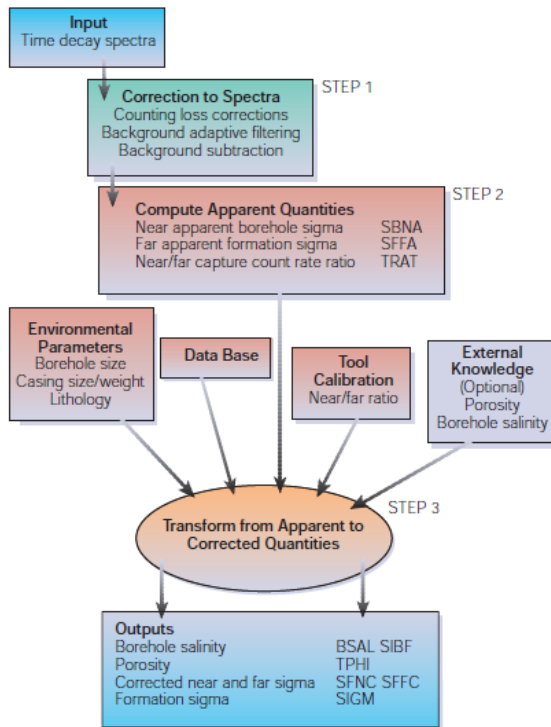 Input
Time decay spectra
STEP 1
Correction to Spectra
Counting loss corrections
Background adaptive filtering
Background subtraction
STEP 2
Compute Apparent Quantities
Near apparent borehole sigma SBNA
Far apparent formation sigma SFFA
Near/far capture count rate ratio TRAT
Environmental
Parameters
Borehole size
Casing size/weight
Lithology
Data Base
Tool
Calibration
Near/far ratio
External
Knowledge
(Optional)
Porosity
Borehole salinity
STEP 3
Transform from Apparent to
Corrected Quantities
Outputs
Borehole salinity BSAL SIBF
Porosity TPHI
Corrected near and far sigma SFNC SFFC
Formation sigma SIGM